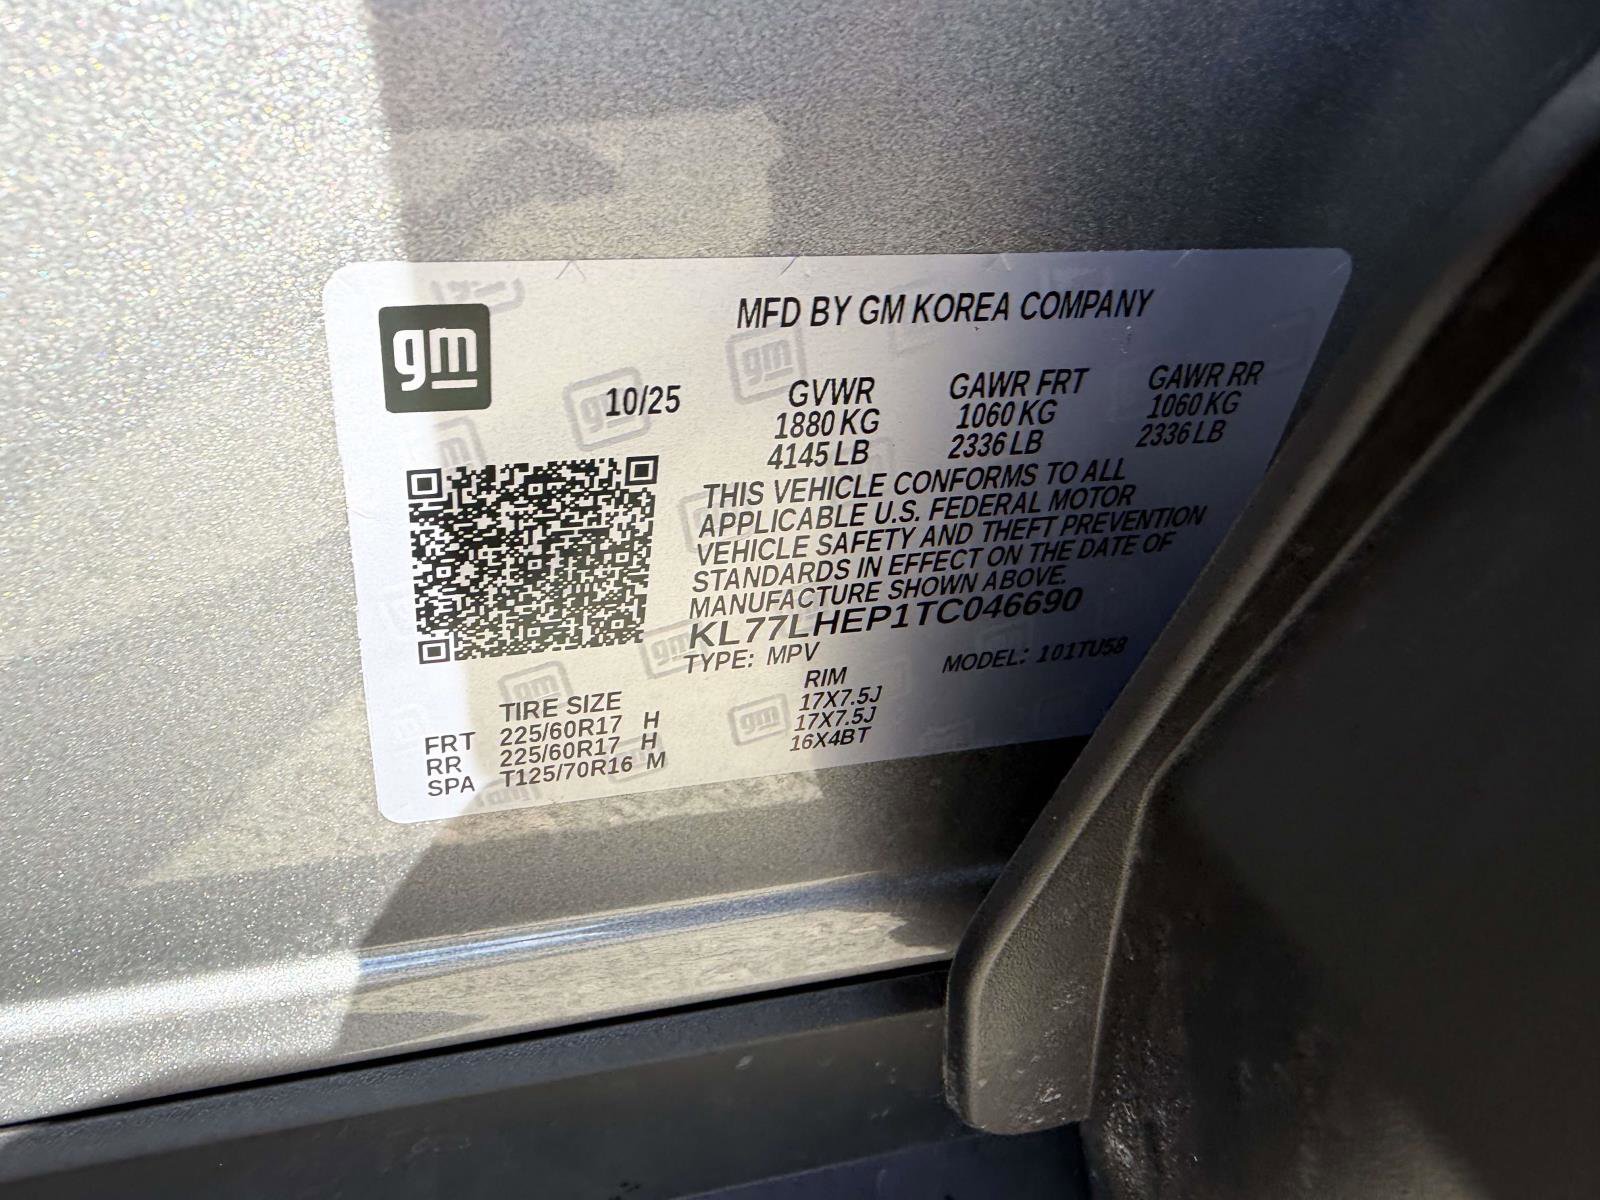 gm
MFD BY GM KOREA COMPANY
10/25
GVWR GAWR FRT GAWR RR
1880 KG 1060 KG 1060 KG
4145 LB 2336 LB 2336 LB
THIS VEHICLE CONFORMS TO ALL
APPLICABLE U.S. FEDERAL MOTOR
VEHICLE SAFETY AND THEFT PREVENTION
STANDARDS IN EFFECT ON THE DATE OF
MANUFACTURE SHOWN ABOVE.
KL77LHEP1TC046690
TYPE: MPV MODEL: 101TU58
TIRE SIZE RIM
FRT 225/60R17 H 17X7.5J
RR 225/60R17 H 17X7.5J
SPA T125/70R16 M 16X4BT